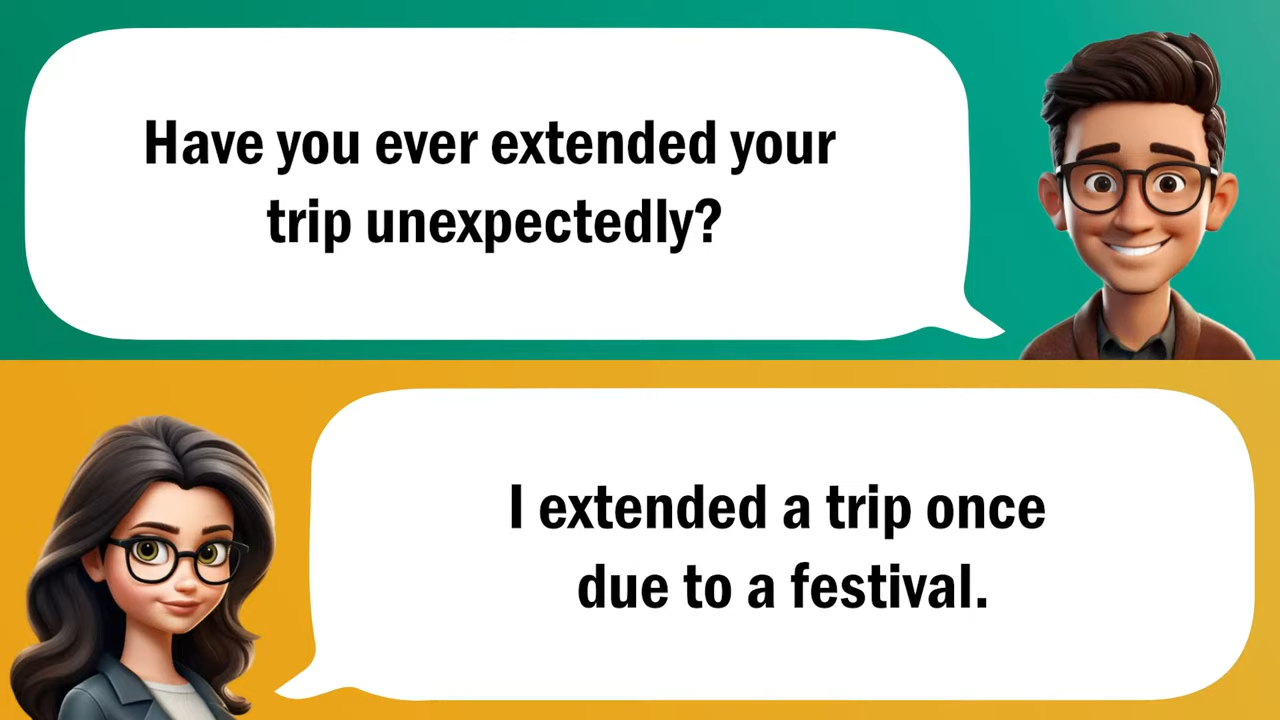 Have you ever extended your
trip unexpectedly?
I extended a trip once
due to a festival.